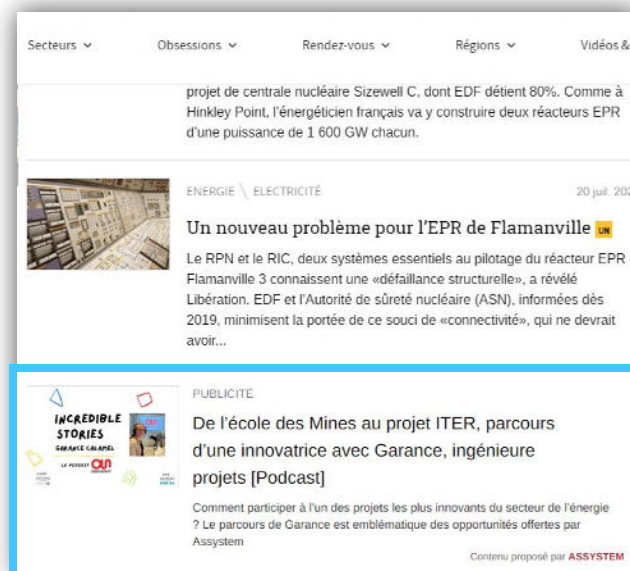 Secteurs Obsessions Rendez-vous Régions Vidéos &
projet de centrale nucléaire Sizewell C, dont EDF détient 80%. Comme à
Hinkley Point, l'énergéticien français va y construire deux réacteurs EPR
d'une puissance de 1 600 GW chacun.
ENERGIE \ ELECTRICITÉ
20 juil. 202
Un nouveau problème pour l'EPR de Flamanville UN
Le RPN et le RIC, deux systèmes essentiels au pilotage du réacteur EPR
Flamanville 3 connaissent une «défaillance structurelle», a révélé
Libération. EDF et l'Autorité de sûreté nucléaire (ASN), informées dès
2019, minimisent la portée de ce souci de «connectivité», qui ne devrait
avoir...
INCREDIBLE
STORIES
GARANCE CALAMEL
LE PODCAST
PUBLICITÉ
De l'école des Mines au projet ITER, parcours
d'une innovatrice avec Garance, ingénieure
projets [Podcast]
Comment participer à l'un des projets les plus innovants du secteur de l'énergie
? Le parcours de Garance est emblématique des opportunités offertes par
Assystem
Contenu proposé par ASSYSTEM